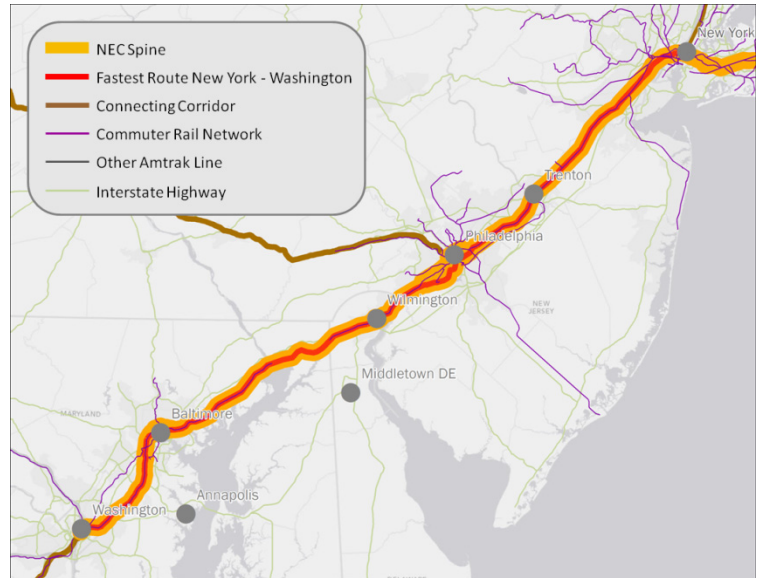 NEC Spine
Fastest Route New York - Washington
Connecting Corridor
Commuter Rail Network
Other Amtrak Line
Interstate Highway
New York
Trenton
Philadelphia
Wilmington
NEW
JERSEY
Middletown DE
MARYLAND
Baltimore
Annapolis
Washington